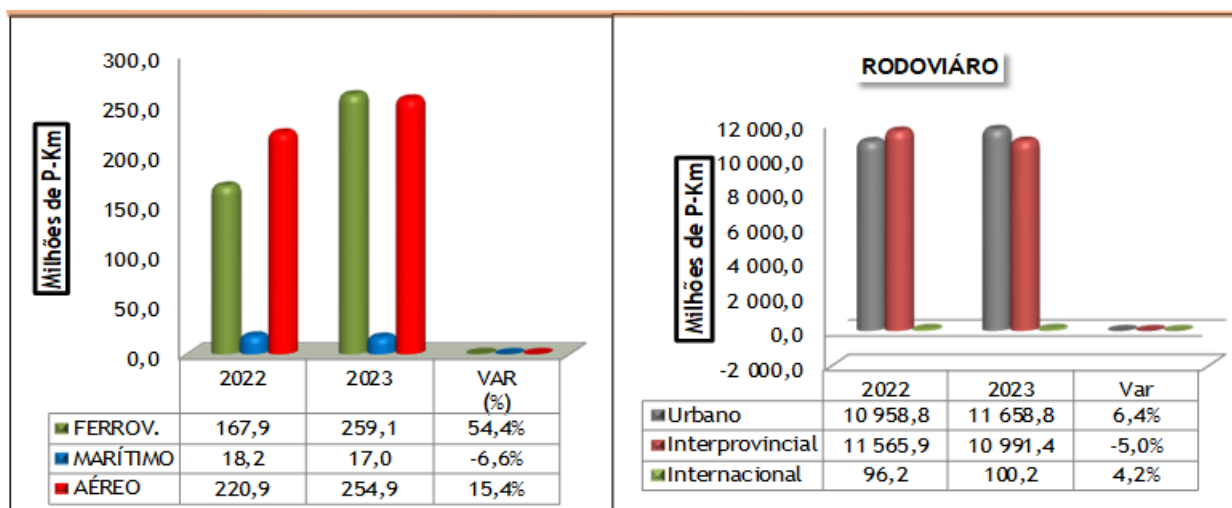 300,0
250,0
200,0
150,0
100,0
50,0
0,0
Milhões de P-Km
2022 2023 VAR
(%)
FERROV. 167,9 259,1 54,4%
MARÍTIMO 18,2 17,0 -6,6%
AÉREO 220,9 254,9 15,4%
RODOVIÁRO
12 000,0
10 000,0
8 000,0
6 000,0
4 000,0
2 000,0
0,0
-2 000,0
Milhões de P-Km
2022 2023 Var
Urbano 10 958,8 11 658,8 6,4%
Interprovincial 11 565,9 10 991,4 -5,0%
Internacional 96,2 100,2 4,2%